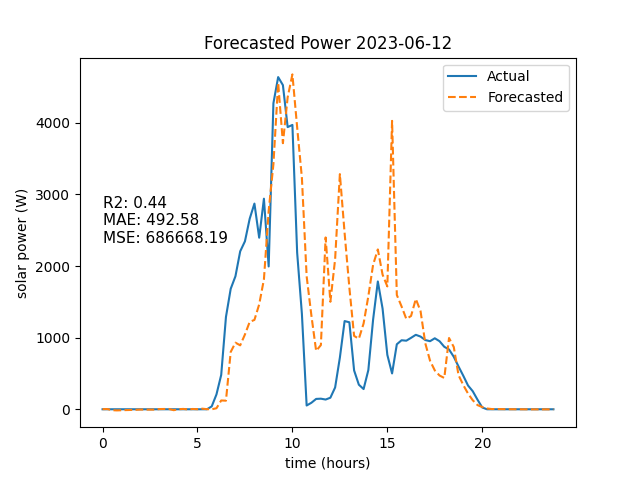 Forecasted Power 2023-06-12
Actual
Forecasted
R2: 0.44
MAE: 492.58
MSE: 686668.19
solar power (W)
4000
3000
2000
1000
0
0 5 10 15 20
time (hours)